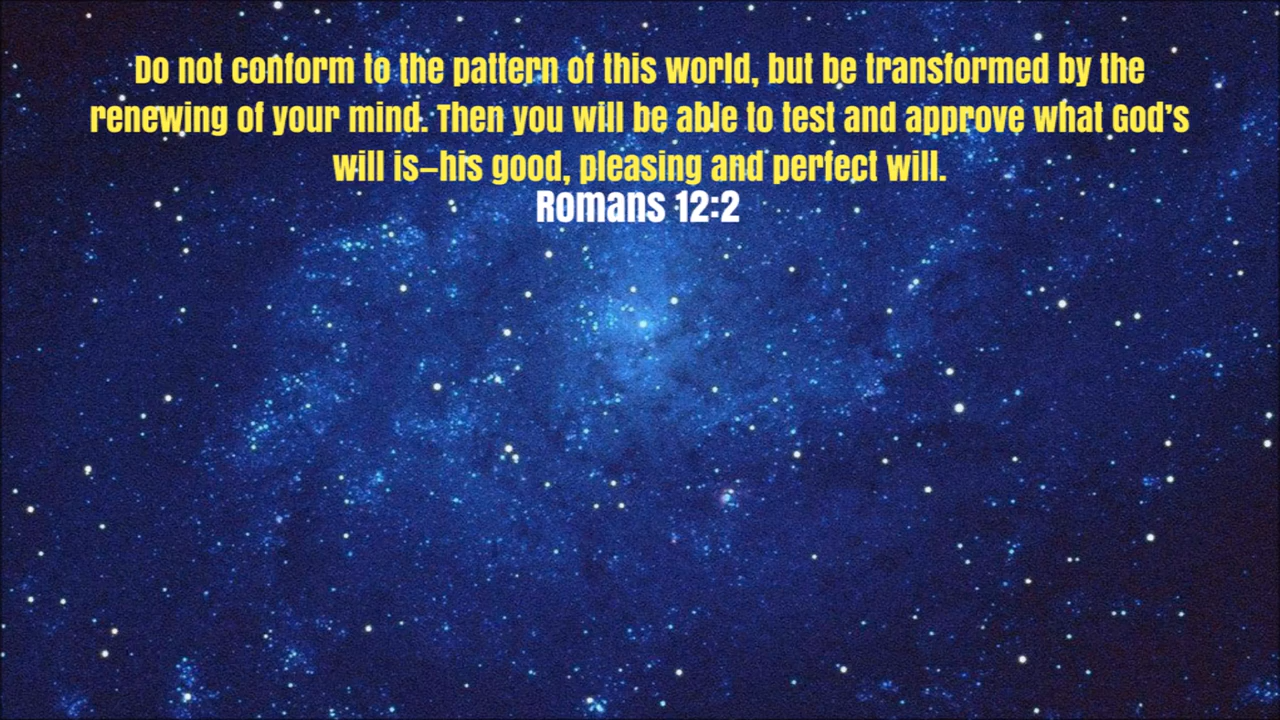 Do not conform to the pattern of this world, but be transformed by the
renewing of your mind. Then you will be able to test and approve what God’s
will is–his good, pleasing and perfect will.
Romans 12:2